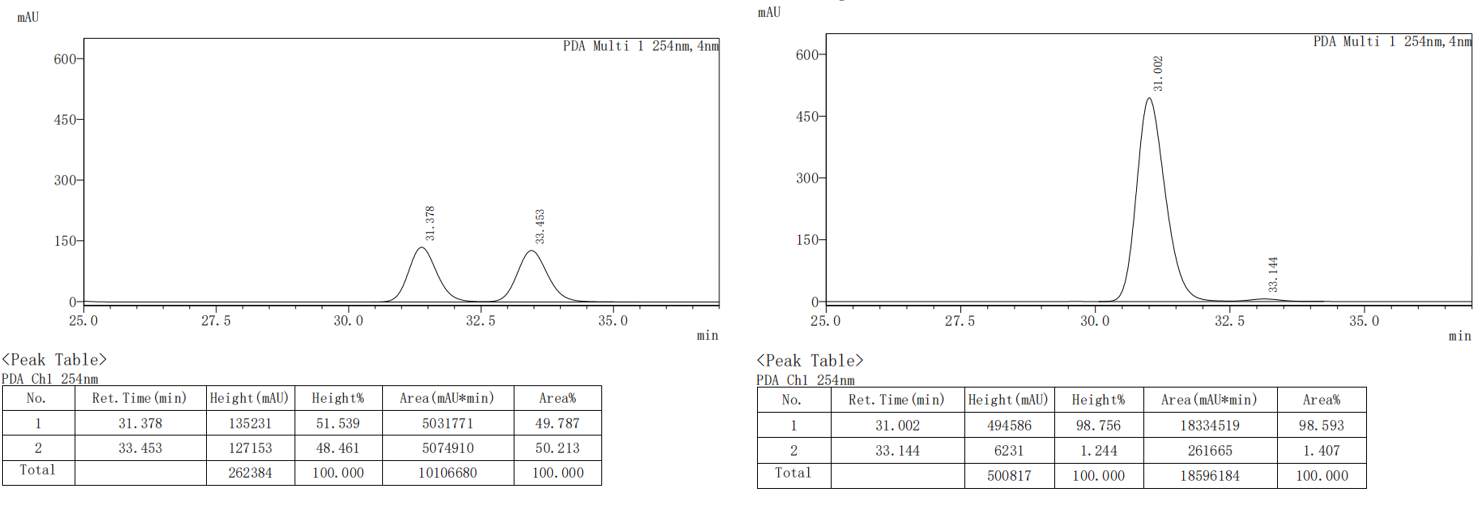 mAU
PDA Multi 1 254nm,4nm
600
450
300
150
0
31.378
33.453
25.0 27.5 30.0 32.5 35.0
min
<Peak Table>
PDA Ch1 254nm
No. Ret.Time(min) Height(mAU) Height% Area(mAU*min) Area%
1 31.378 135231 51.539 5031771 49.787
2 33.453 127153 48.461 5074910 50.213
Total 262384 100.000 10106680 100.000
mAU
PDA Multi 1 254nm,4nm
600
450
300
150
0
31.002
33.144
25.0 27.5 30.0 32.5 35.0
min
<Peak Table>
PDA Ch1 254nm
No. Ret.Time(min) Height(mAU) Height% Area(mAU*min) Area%
1 31.002 494586 98.756 18334519 98.593
2 33.144 6231 1.244 261665 1.407
Total 500817 100.000 18596184 100.000